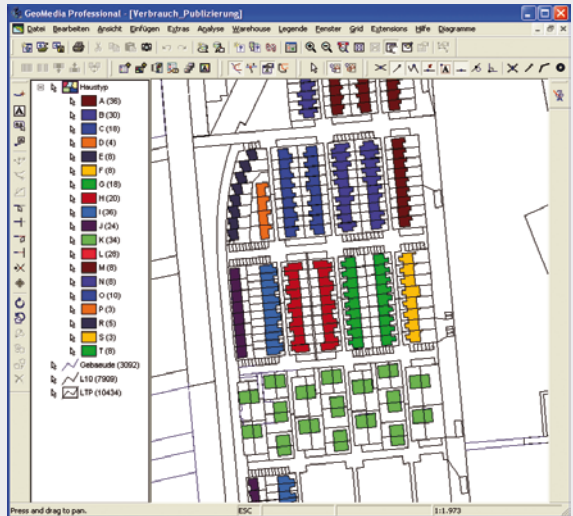 GeoMedia Professional - [Verbrauch_Publizierung]
Datei Bearbeiten Ansicht Einfügen Extras Analyse Warehouse Legende Fenster Grid Extensions Hilfe Diagramme
Haustyp
A (36)
B (30)
C (18)
D (4)
E (8)
F (8)
G (18)
H (20)
I (36)
J (24)
K (34)
L (28)
M (8)
N (8)
O (10)
P (3)
R (5)
S (3)
T (8)
Gebaeude (3092)
L10 (7909)
LTP (10434)
Press and drag to pan. ESC 1:1.973